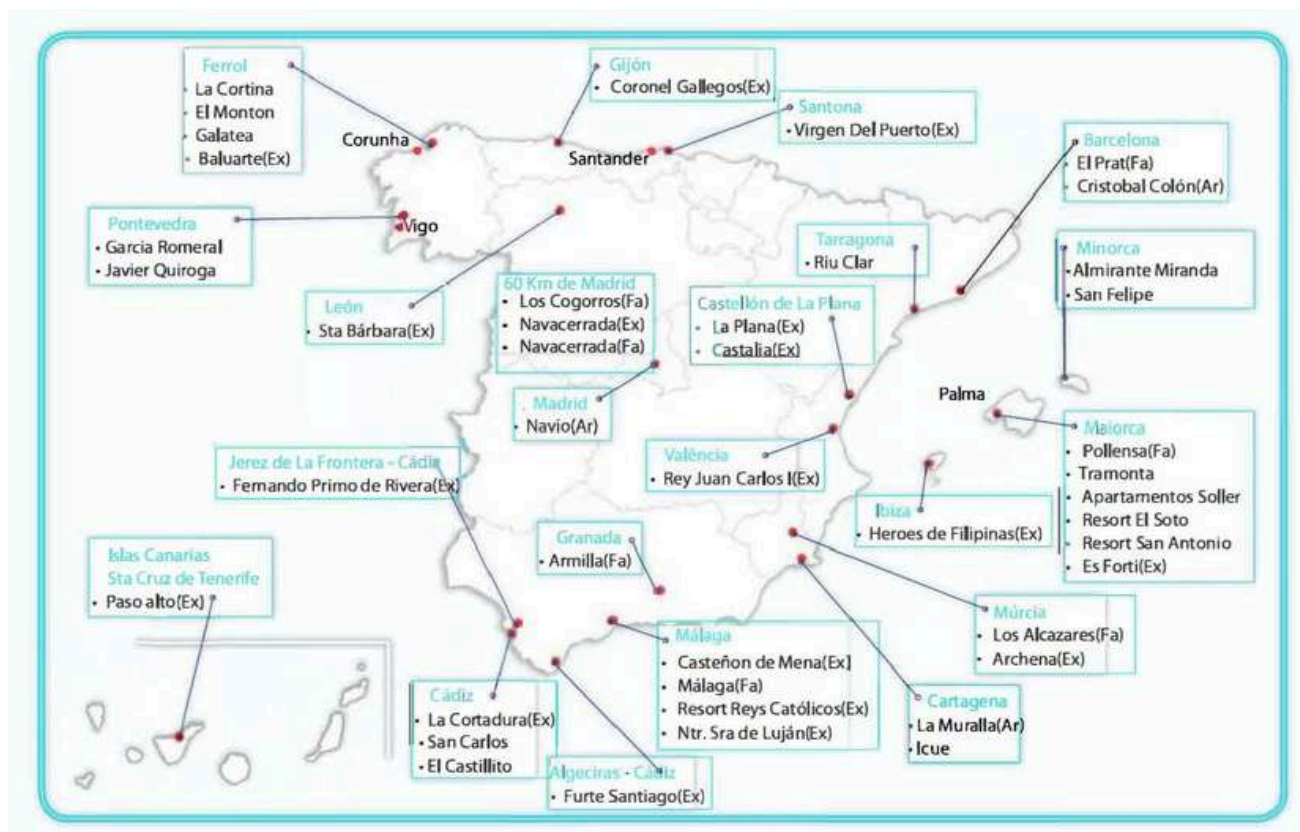 Ferrol
• La Cortina
• El Monton
• Galatea
• Baluarte(Ex)
Gijón
• Coronel Gallegos(Ex)
Santona
• Virgen Del Puerto(Ex)
Corunha
Santander
Barcelona
• El Prat(Fa)
• Cristobal Colón(Ar)
Pontevedra
• Garcia Romeral
• Javier Quiroga
Vigo
Tarragona
• Riu Clar
Minorca
• Almirante Miranda
• San Felipe
León
• Sta Bárbara(Ex)
60 Km de Madrid
• Los Cogorros(Fa)
• Navacerrada(Ex)
• Navacerrada(Fa)
Castellón de La Plana
• La Plana(Ex)
• Castalia(Ex)
Madrid
• Navio(Ar)
Palma
Maiorca
• Pollensa(Fa)
• Tramonta
• Apartamentos Soller
• Resort El Soto
• Resort San Antonio
• Es Forti(Ex)
Jerez de La Frontera - Cádiz
• Fernando Primo de Rivera(Ex)
València
• Rey Juan Carlos I(Ex)
Ibiza
• Heroes de Filipinas(Ex)
Granada
• Armilla(Fa)
Islas Canarias
Sta Cruz de Tenerife
• Paso alto(Ex)
Múrcia
• Los Alcazares(Fa)
• Archena(Ex)
Málaga
• Casteñon de Mena(Ex)
• Málaga(Fa)
• Resort Reys Católicos(Ex)
• Ntr. Sra de Luján(Ex)
Cádiz
• La Cortadura(Ex)
• San Carlos
• El Castillito
Cartagena
• La Muralla(Ar)
• Icue
Algeciras - Cádiz
• Furte Santiago(Ex)